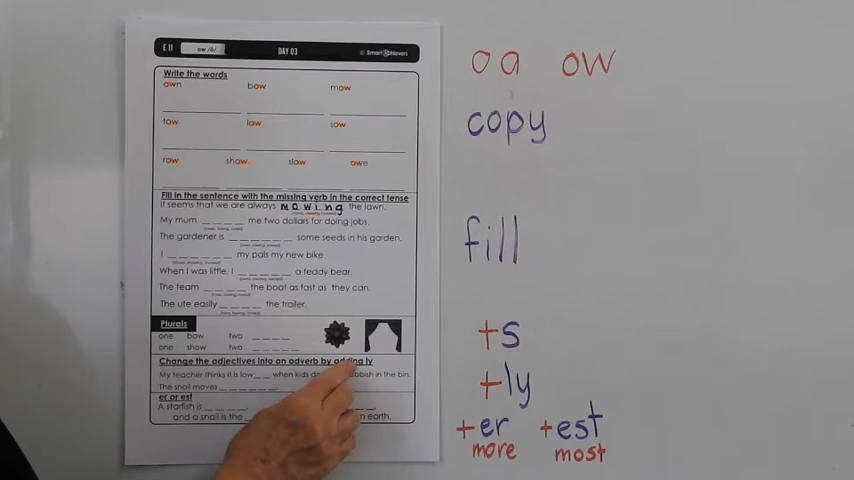 E 11 ow /ō/ DAY 03 © Smart Achievers
Write the words
own bow mow
tow low sow
row show slow owe
Fill in the sentence with the missing verb in the correct tense
It seems that we are always mowing the lawn.
My mum _ _ _ _ me two dollars for doing jobs.
The gardener is _ _ _ _ _ _ some seeds in his garden.
I _ _ _ _ _ _ my pals my new bike.
When I was little, I _ _ _ _ _ _ a teddy bear.
The team _ _ _ _ _ the boat as fast as they can.
The ute easily _ _ _ _ _ the trailer.
Plurals
one bow two _ _ _ _
one show two _ _ _ _ _
Change the adjectives into an adverb by adding ly
My teacher thinks it is low_ _ when kids rubbish in the bin.
The snail moves _ _ _ _ _ _
er or est
A starfish is _ _ _ _ _ _
and a snail is the on earth.
oa ow
copy
fill
+s
+ly
+er +est
more most